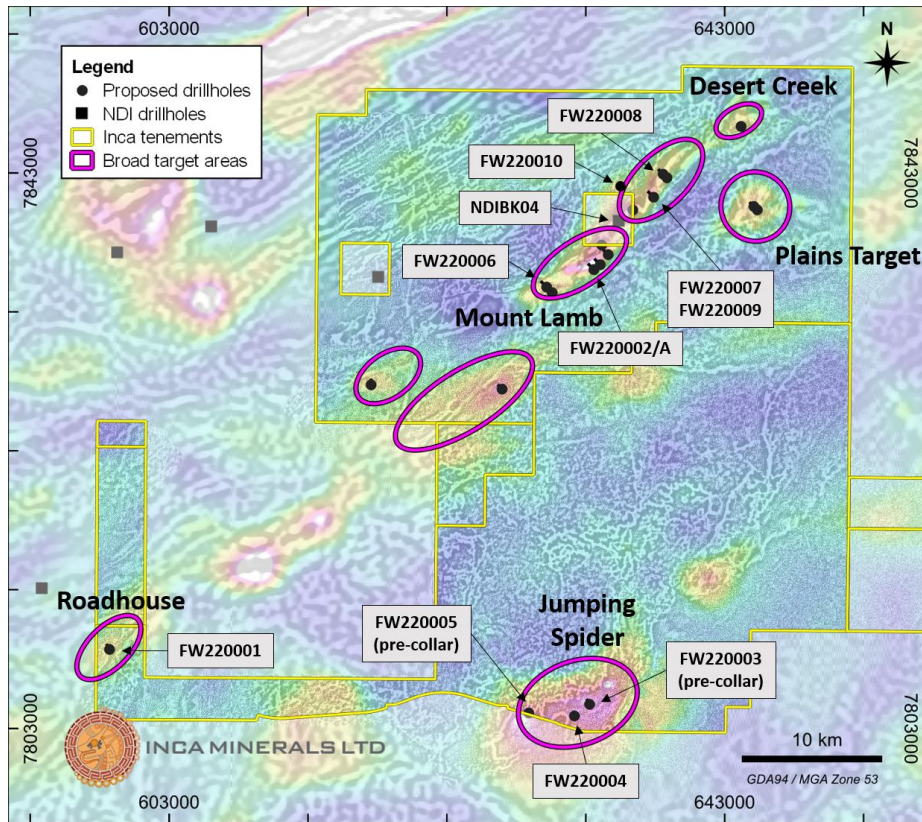 603000
643000
N
Legend
Proposed drillholes
NDI drillholes
Inca tenements
Broad target areas
Desert Creek
FW220008
FW220010
7843000
7843000
NDIBK04
FW220006
Plains Target
FW220007
FW220009
Mount Lamb
FW220002/A
Roadhouse
Jumping
Spider
FW220005
(pre-collar)
FW220001
FW220003
(pre-collar)
7803000
7803000
INCA MINERALS LTD
10 km
FW220004
GDA94 / MGA Zone 53
603000
643000